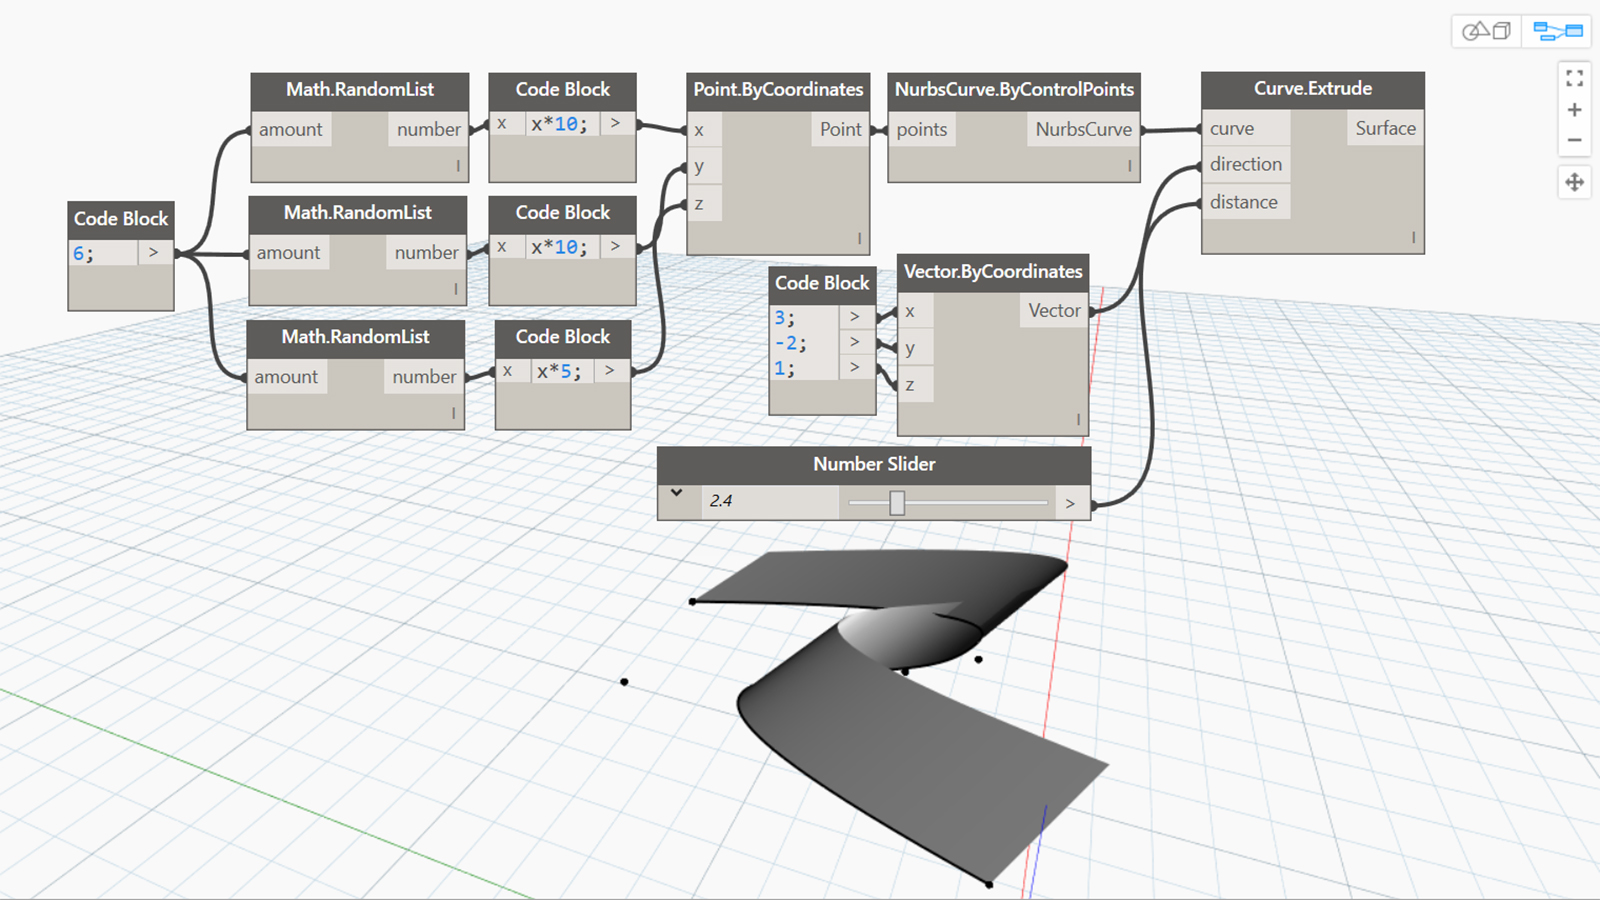 Code Block
6; >
Math.RandomList
amount number
l
Math.RandomList
amount number
l
Math.RandomList
amount number
l
Code Block
x x*10; >
Code Block
x x*10; >
Code Block
x x*5; >
Point.ByCoordinates
x Point
y
z
l
NurbsCurve.ByControlPoints
points NurbsCurve
l
Code Block
3; >
-2; >
1; >
Vector.ByCoordinates
x Vector
y
z
l
Number Slider
2.4 >
Curve.Extrude
curve Surface
direction
distance
l